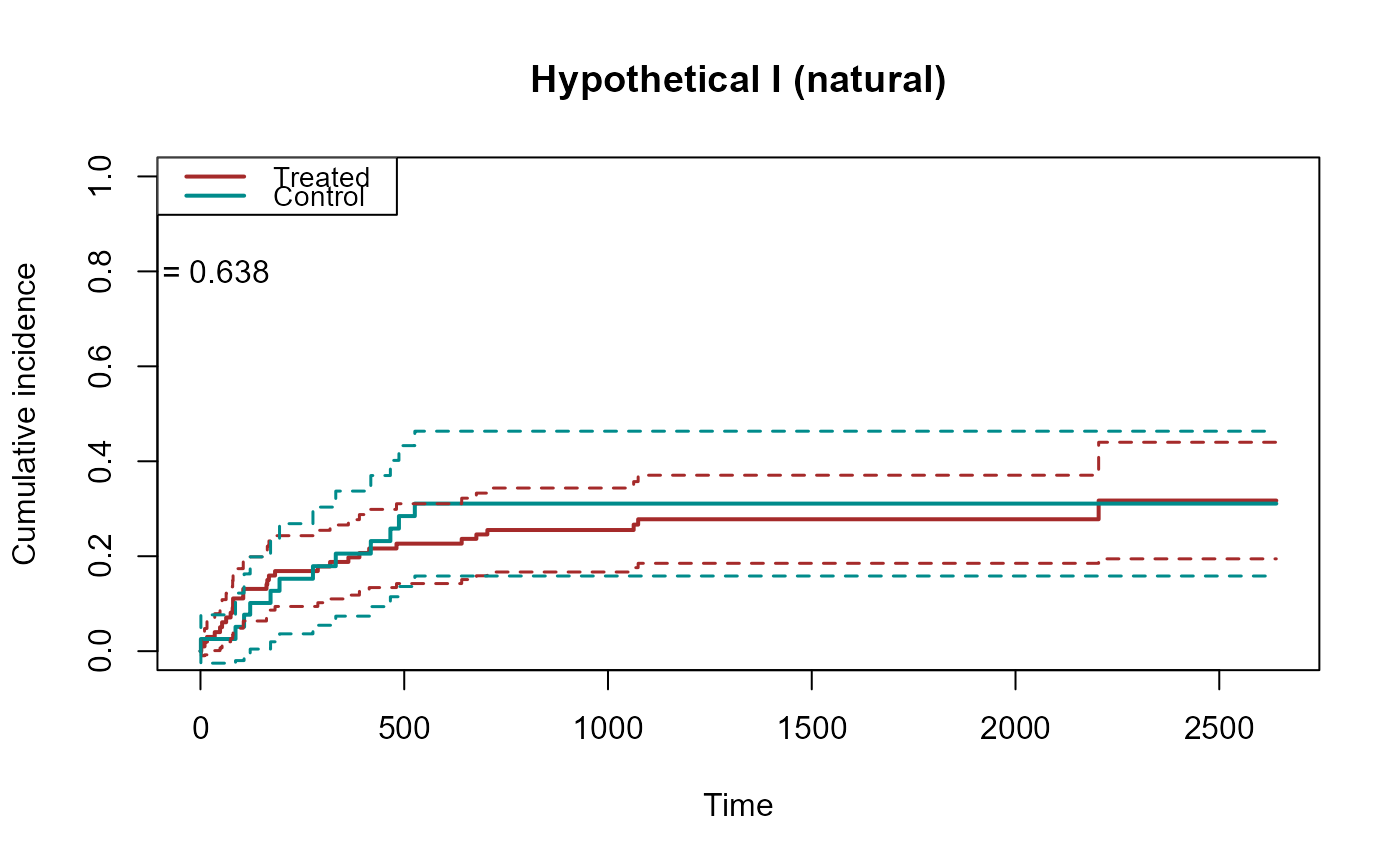 Hypothetical I (natural)
Treated
Control
= 0.638
Cumulative incidence
1.0
0.8
0.6
0.4
0.2
0.0
0 500 1000 1500 2000 2500
Time